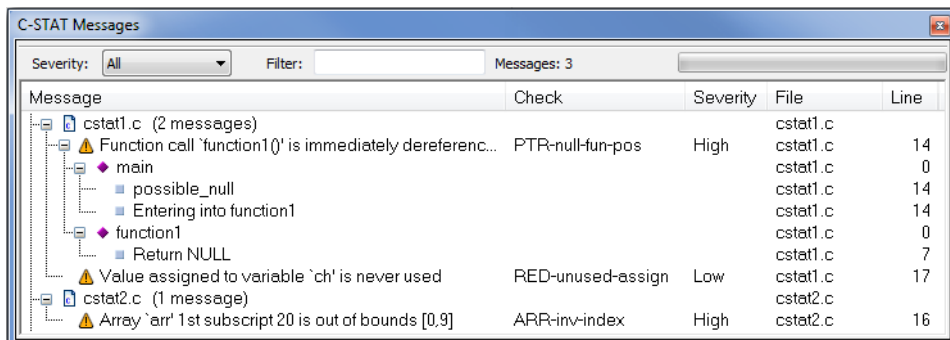 C-STAT Messages
Severity: All Filter: Messages: 3
Message Check Severity File Line
cstat1.c (2 messages) cstat1.c
Function call `function1()' is immediately dereferenc... PTR-null-fun-pos High cstat1.c 14
main cstat1.c 0
possible_null cstat1.c 14
Entering into function1 cstat1.c 14
function1 cstat1.c 0
Return NULL cstat1.c 7
Value assigned to variable `ch' is never used RED-unused-assign Low cstat1.c 17
cstat2.c (1 message) cstat2.c
Array `arr' 1st subscript 20 is out of bounds [0,9] ARR-inv-index High cstat2.c 16